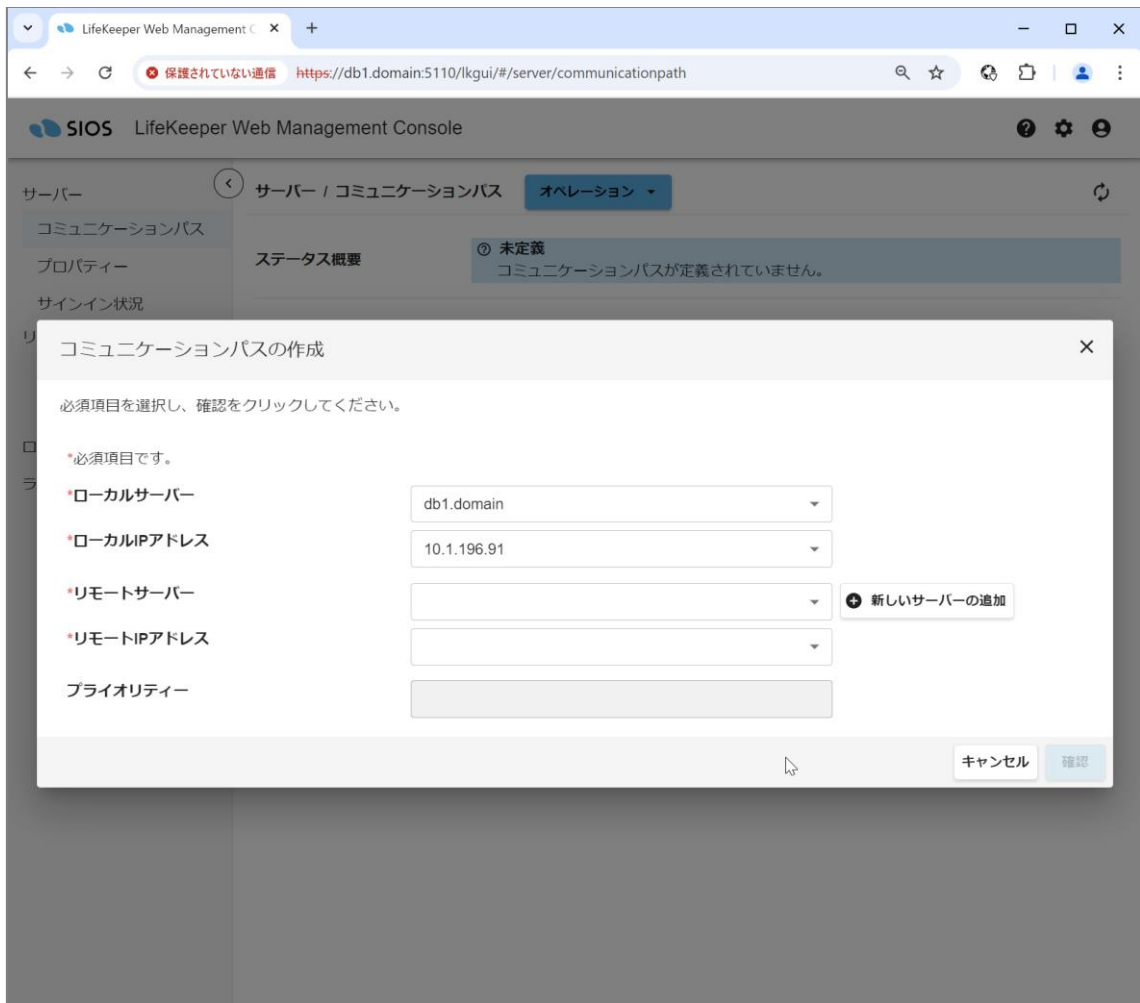 LifeKeeper Web Management C
保護されていない通信 https://db1.domain:5110/lkgui/#/server/communicationpath
SIOS LifeKeeper Web Management Console
サーバー
コミュニケーションパス
プロパティー
サインイン状況
リ
ロ
ラ
サーバー / コミュニケーションパス オペレーション
ステータス概要
未定義
コミュニケーションパスが定義されていません。
コミュニケーションパスの作成
必須項目を選択し、確認をクリックしてください。
*必須項目です。
*ローカルサーバー db1.domain
*ローカルIPアドレス 10.1.196.91
*リモートサーバー 新しいサーバーの追加
*リモートIPアドレス
プライオリティー
キャンセル 確認